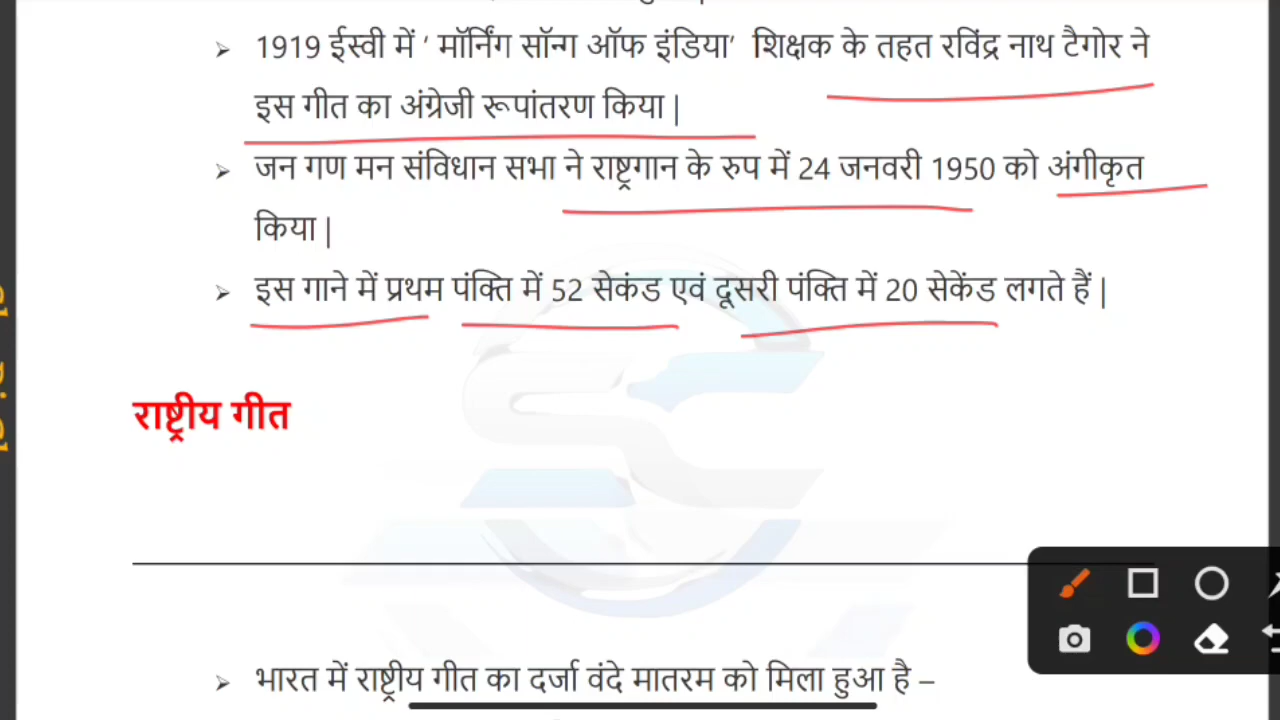 ➢ 1919 ईस्वी में ' मॉर्निंग सॉन्ग ऑफ इंडिया' शिक्षक के तहत रविंद्र नाथ टैगोर ने
इस गीत का अंग्रेजी रूपांतरण किया |
➢ जन गण मन संविधान सभा ने राष्ट्रगान के रुप में 24 जनवरी 1950 को अंगीकृत
किया |
➢ इस गाने में प्रथम पंक्ति में 52 सेकंड एवं दूसरी पंक्ति में 20 सेकेंड लगते हैं |
राष्ट्रीय गीत
➢ भारत में राष्ट्रीय गीत का दर्जा वंदे मातरम को मिला हुआ है –